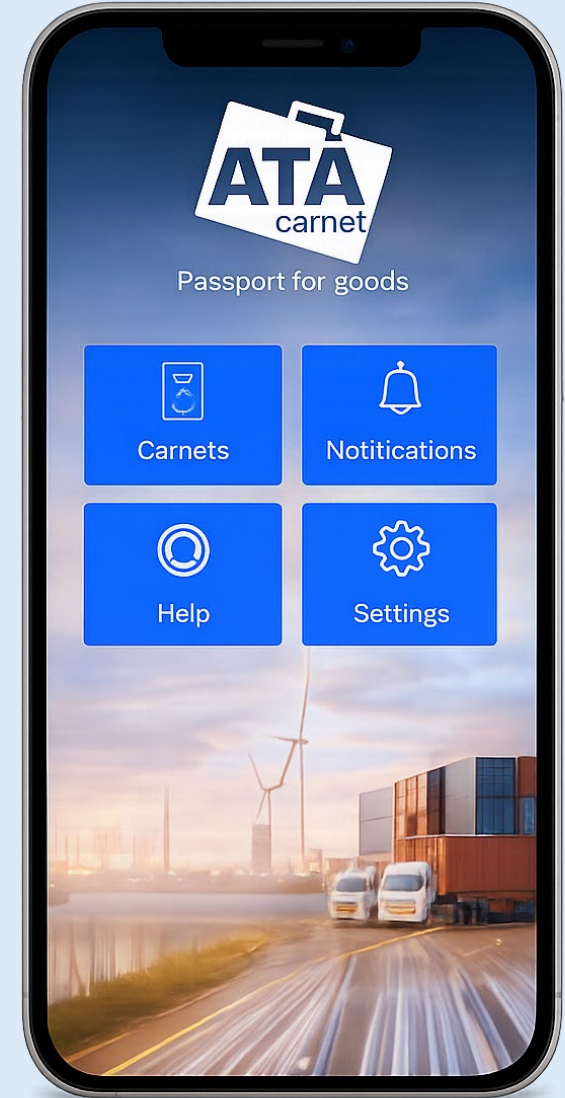 ATA
carnet
Passport for goods
Carnets
Notitications
Help
Settings